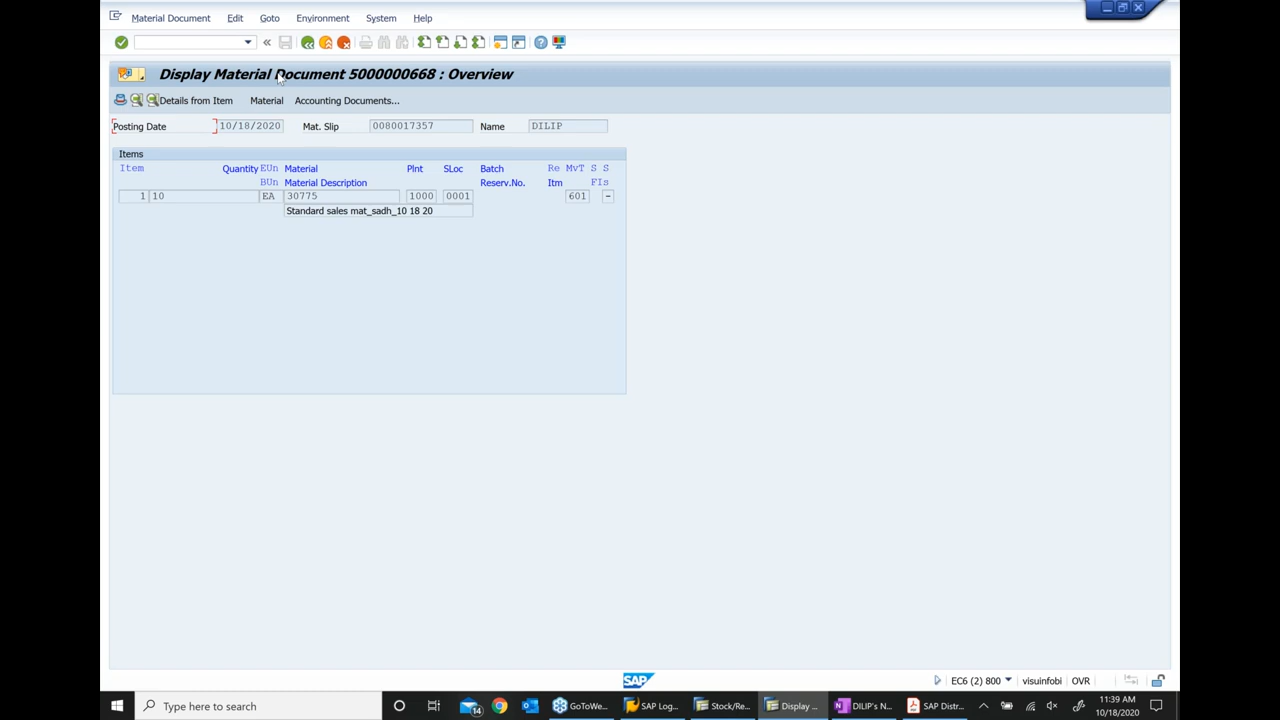 Material Document Edit Goto Environment System Help
Display Material Document 5000000668 : Overview
Details from Item Material Accounting Documents...
Posting Date 10/18/2020 Mat. Slip 0080017357 Name DILIP
Items
Item Quantity EUn Material Plnt SLoc Batch Re MvT S S
BUn Material Description Reserv.No. Itm FIs
1 10 EA 30775 1000 0001 601 -
Standard sales mat_sadh_10 18 20
SAP EC6 (2) 800 visuinfobi OVR
Type here to search 14 GoToWe... SAP Log... Stock/Re... Display ... DILIP's N... SAP Distr... 11:39 AM
10/18/2020